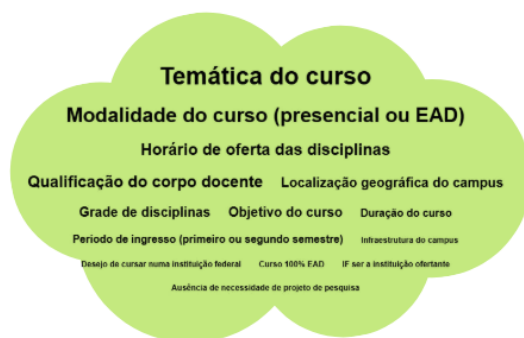 Temática do curso
Modalidade do curso (presencial ou EAD)
Horário de oferta das disciplinas
Qualificação do corpo docente Localização geográfica do campus
Grade de disciplinas Objetivo do curso Duração do curso
Período de ingresso (primeiro ou segundo semestre) Infraestrutura do campus
Desejo de cursar numa instituição federal Curso 100% EAD IF ser a instituição ofertante
Ausência de necessidade de projeto de pesquisa